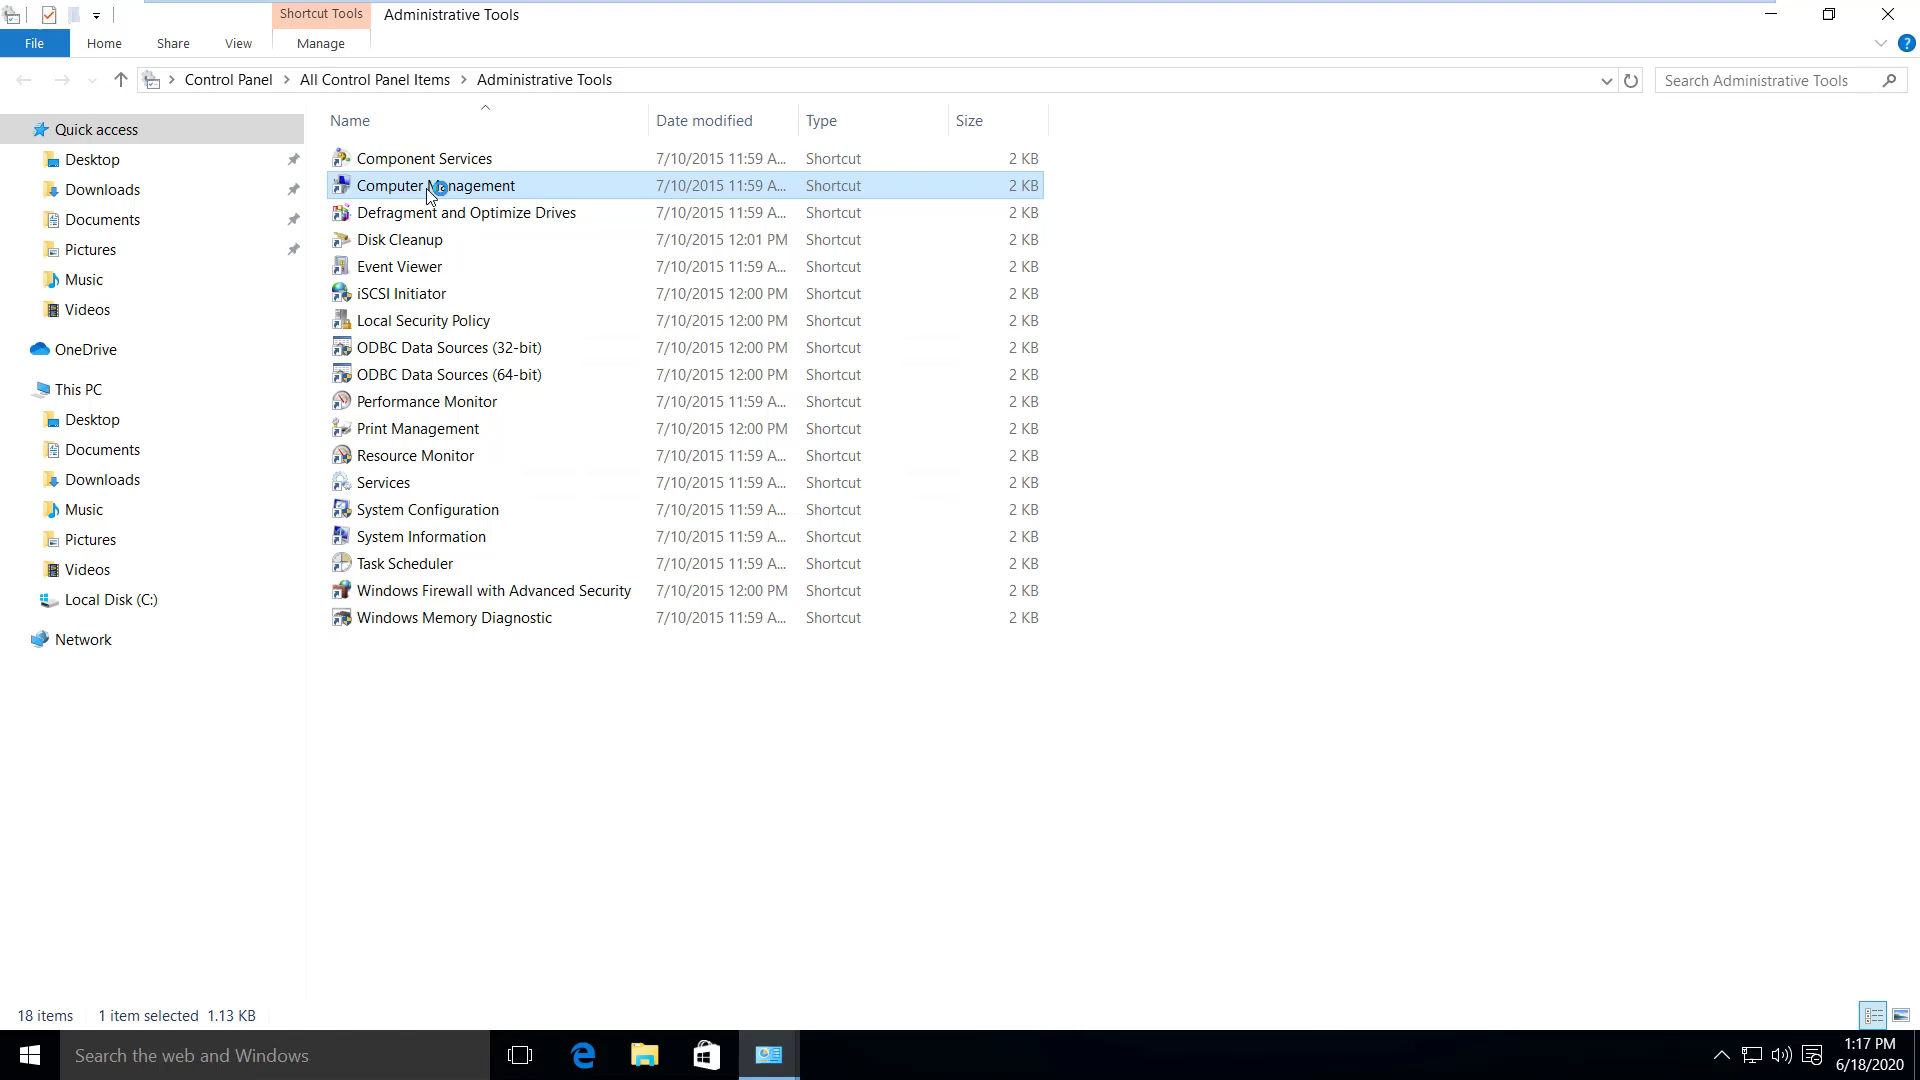 Shortcut Tools
Administrative Tools
File
Home
Share
View
Manage
Control Panel
All Control Panel Items
Administrative Tools
Search Administrative Tools
Quick access
Desktop
Downloads
Documents
Pictures
Music
Videos
OneDrive
This PC
Desktop
Documents
Downloads
Music
Pictures
Videos
Local Disk (C:)
Network
Name Date modified Type Size
Component Services 7/10/2015 11:59 A... Shortcut 2 KB
Computer Management 7/10/2015 11:59 A... Shortcut 2 KB
Defragment and Optimize Drives 7/10/2015 11:59 A... Shortcut 2 KB
Disk Cleanup 7/10/2015 12:01 PM Shortcut 2 KB
Event Viewer 7/10/2015 11:59 A... Shortcut 2 KB
iSCSI Initiator 7/10/2015 12:00 PM Shortcut 2 KB
Local Security Policy 7/10/2015 12:00 PM Shortcut 2 KB
ODBC Data Sources (32-bit) 7/10/2015 12:00 PM Shortcut 2 KB
ODBC Data Sources (64-bit) 7/10/2015 12:00 PM Shortcut 2 KB
Performance Monitor 7/10/2015 11:59 A... Shortcut 2 KB
Print Management 7/10/2015 12:00 PM Shortcut 2 KB
Resource Monitor 7/10/2015 11:59 A... Shortcut 2 KB
Services 7/10/2015 11:59 A... Shortcut 2 KB
System Configuration 7/10/2015 11:59 A... Shortcut 2 KB
System Information 7/10/2015 11:59 A... Shortcut 2 KB
Task Scheduler 7/10/2015 11:59 A... Shortcut 2 KB
Windows Firewall with Advanced Security 7/10/2015 12:00 PM Shortcut 2 KB
Windows Memory Diagnostic 7/10/2015 11:59 A... Shortcut 2 KB
18 items 1 item selected 1.13 KB
Search the web and Windows
1:17 PM
6/18/2020